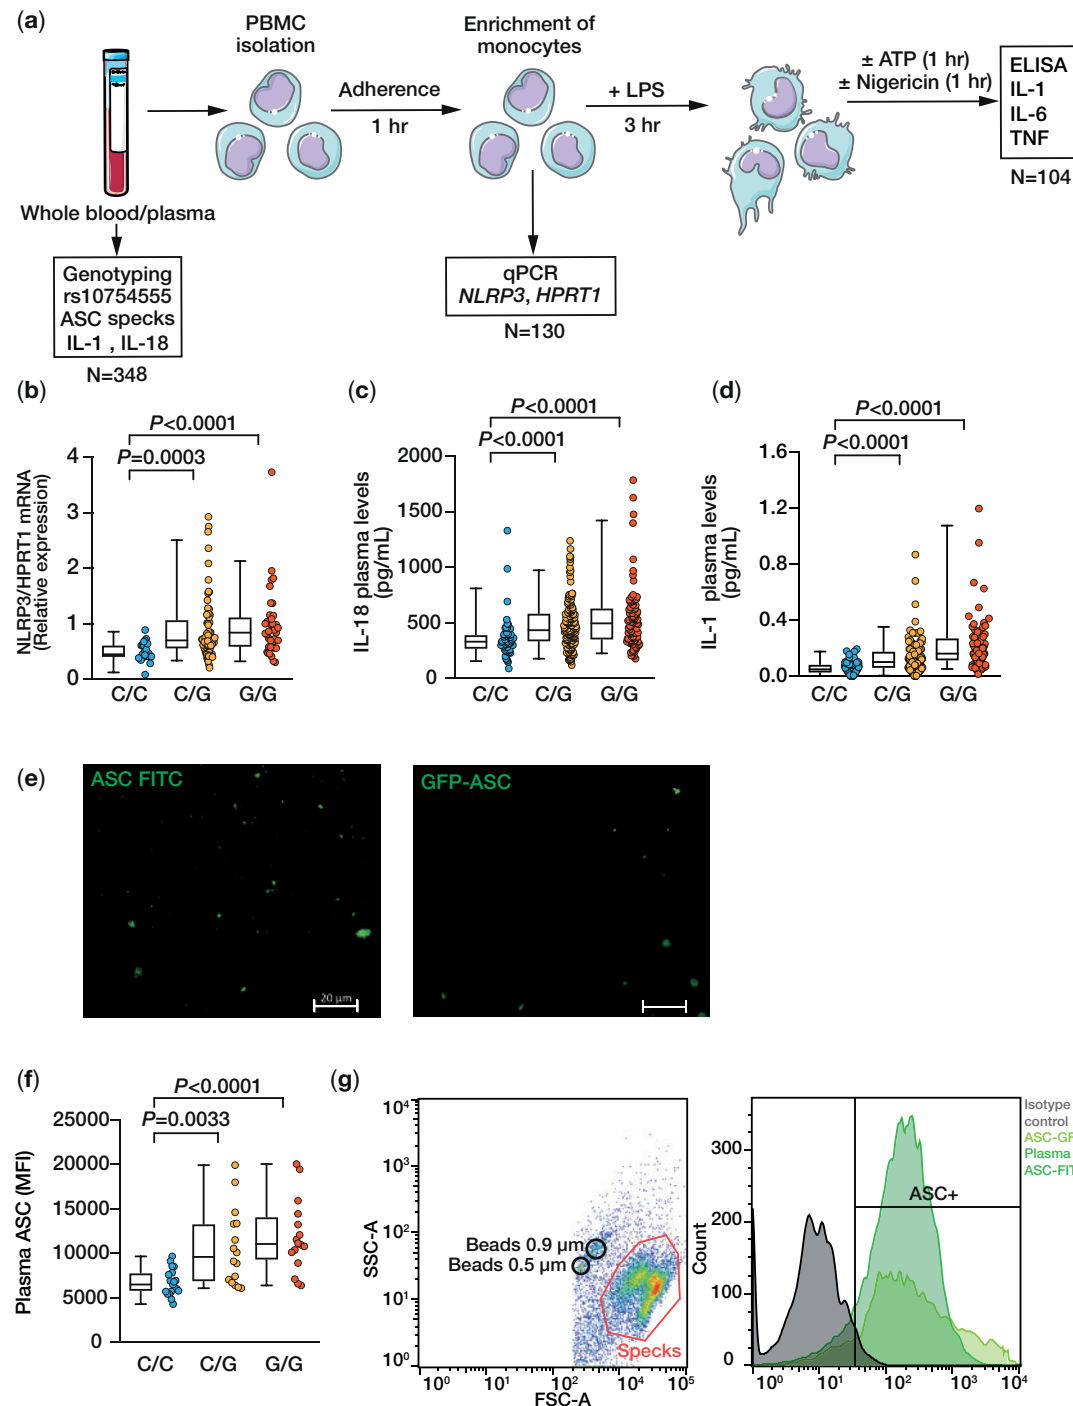 (a)
PBMC
isolation
Enrichment of
monocytes
Adherence
1 hr
+ LPS
3 hr
± ATP (1 hr)
± Nigericin (1 hr)
ELISA
IL-1
IL-6
TNF
N=104
Whole blood/plasma
Genotyping
rs10754555
ASC specks
IL-1 , IL-18
N=348
qPCR
NLRP3, HPRT1
N=130
(b)
P<0.0001
P=0.0003
NLRP3/HPRT1 mRNA
(Relative expression)
4
3
2
1
0
C/C C/G G/G
(c)
P<0.0001
P<0.0001
IL-18 plasma levels
(pg/mL)
2000
1500
1000
500
0
C/C C/G G/G
(d)
P<0.0001
P<0.0001
IL-1 plasma levels
(pg/mL)
1.6
1.2
0.8
0.4
0.0
C/C C/G G/G
(e)
ASC FITC
20 µm
GFP-ASC
(f)
P<0.0001
P=0.0033
Plasma ASC (MFI)
25000
20000
15000
10000
5000
0
C/C C/G G/G
(g)
SSC-A
10⁴
10³
10²
10¹
10⁰
Beads 0.9 µm
Beads 0.5 µm
Specks
10⁰ 10¹ 10² 10³ 10⁴ 10⁵
FSC-A
Count
300
200
100
0
ASC+
10⁰ 10¹ 10² 10³ 10⁴
Isotype
control
ASC-GF
Plasma
ASC-FIT